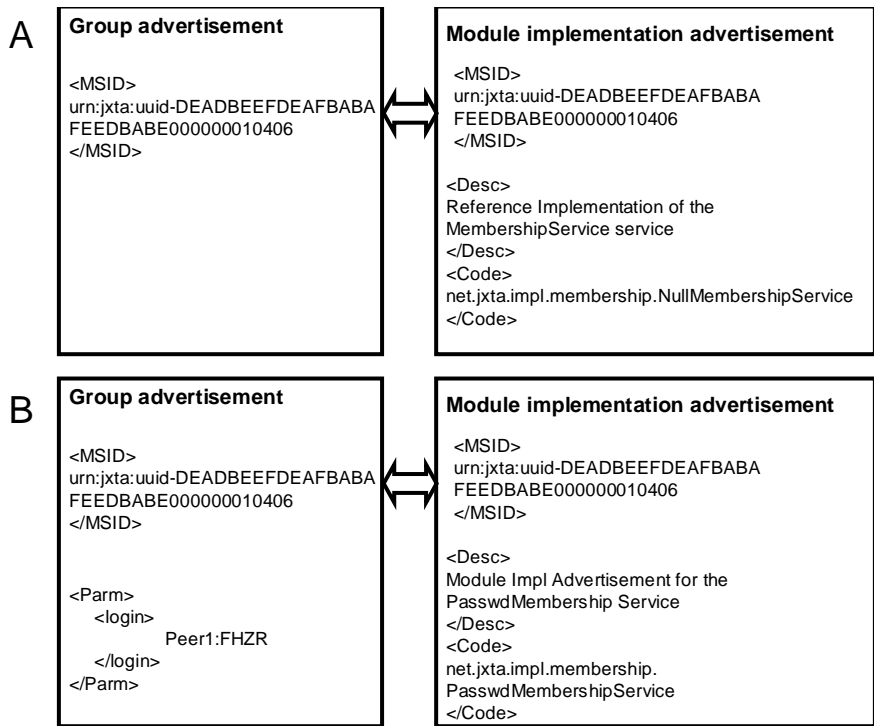 A
Group advertisement
<MSID>
urn:jxta:uuid-DEADBEEFDEAFBABA
FEEDBABE000000010406
</MSID>
Module implementation advertisement
<MSID>
urn:jxta:uuid-DEADBEEFDEAFBABA
FEEDBABE000000010406
</MSID>
<Desc>
Reference Implementation of the
MembershipService service
</Desc>
<Code>
net.jxta.impl.membership.NullMembershipService
</Code>
B
Group advertisement
<MSID>
urn:jxta:uuid-DEADBEEFDEAFBABA
FEEDBABE000000010406
</MSID>
<Parm>
<login>
Peer1:FHZR
</login>
</Parm>
Module implementation advertisement
<MSID>
urn:jxta:uuid-DEADBEEFDEAFBABA
FEEDBABE000000010406
</MSID>
<Desc>
Module Impl Advertisement for the
PasswdMembership Service
</Desc>
<Code>
net.jxta.impl.membership.
PasswdMembershipService
</Code>